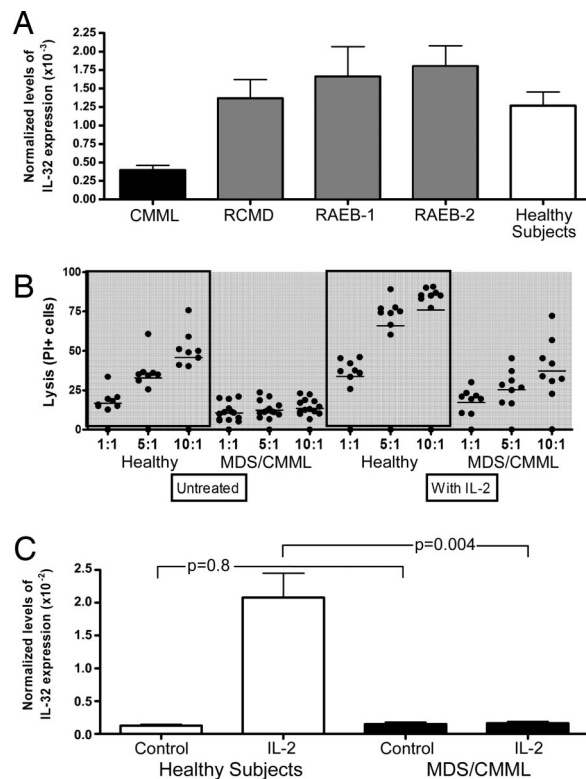 A
Normalized levels of
IL-32 expression (x10⁻³)
2.25
2.00
1.75
1.50
1.25
1.00
0.75
0.50
0.25
0.00
CMML RCMD RAEB-1 RAEB-2 Healthy
Subjects
B
Lysis (PI+ cells)
100
75
50
25
0
1:1 5:1 10:1 1:1 5:1 10:1 1:1 5:1 10:1 1:1 5:1 10:1
Healthy MDS/CMML Healthy MDS/CMML
Untreated With IL-2
C
Normalized levels of
IL-32 expression (x10⁻²)
p=0.004
p=0.8
2.5
2.0
1.5
1.0
0.5
0.0
Control IL-2 Control IL-2
Healthy Subjects MDS/CMML